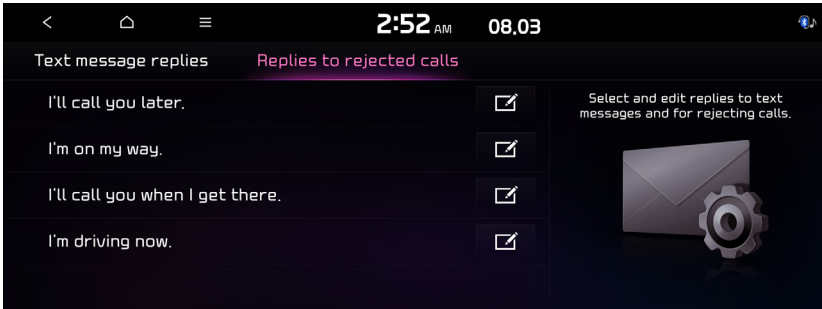 2:52 AM 08.03
Text message replies Replies to rejected calls
I'll call you later.
I'm on my way.
I'll call you when I get there.
I'm driving now.
Select and edit replies to text
messages and for rejecting calls.